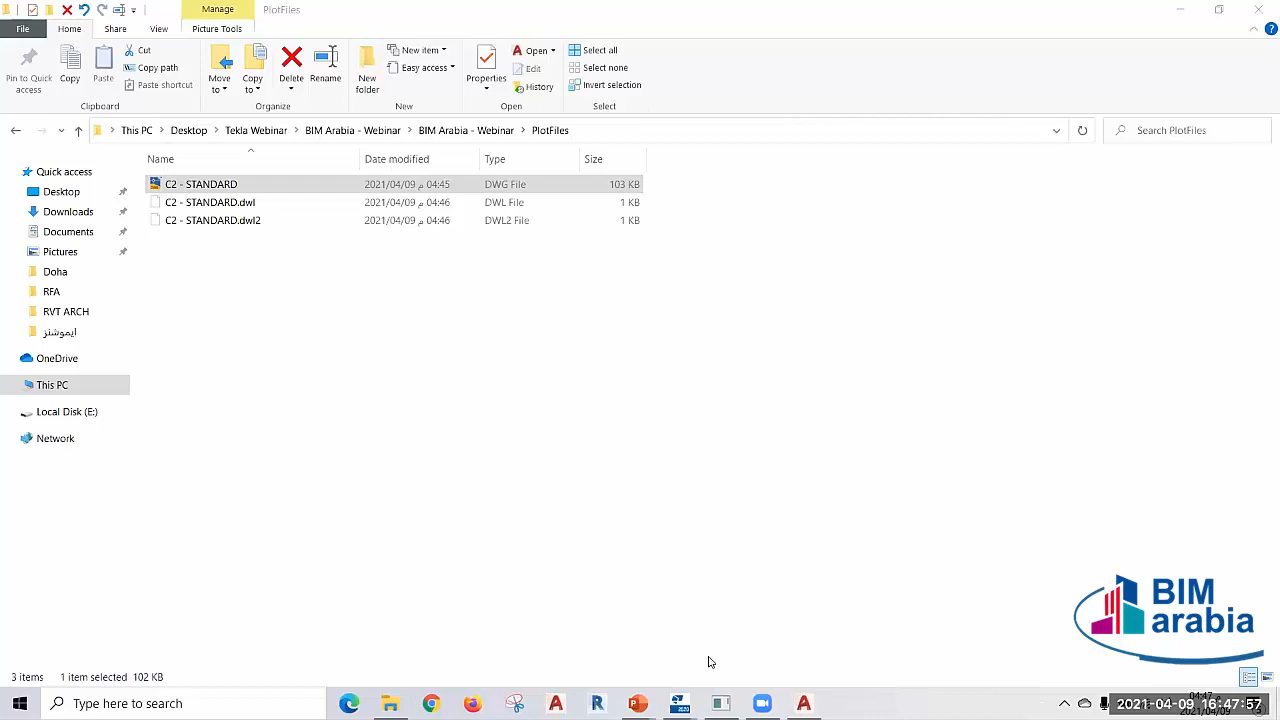 Manage
PlotFiles
File
Home
Share
View
Picture Tools
Pin to Quick access
Copy
Paste
Cut
Copy path
Paste shortcut
Move to
Copy to
Delete
Rename
New folder
New item
Easy access
Properties
Open
Edit
History
Select all
Select none
Invert selection
Clipboard
Organize
New
Open
Select
This PC > Desktop > Tekla Webinar > BIM Arabia - Webinar > BIM Arabia - Webinar > PlotFiles
Search PlotFiles
Name
Date modified
Type
Size
C2 - STANDARD
2021/04/09 م 04:45
DWG File
103 KB
C2 - STANDARD.dwl
2021/04/09 م 04:46
DWL File
1 KB
C2 - STANDARD.dwl2
2021/04/09 م 04:46
DWL2 File
1 KB
Quick access
Desktop
Downloads
Documents
Pictures
Doha
RFA
RVT ARCH
ايموشنز
OneDrive
This PC
Local Disk (E:)
Network
BIM
arabia
3 items
1 item selected 102 KB
Type here to search
2020
2021-04-09 16:47:57